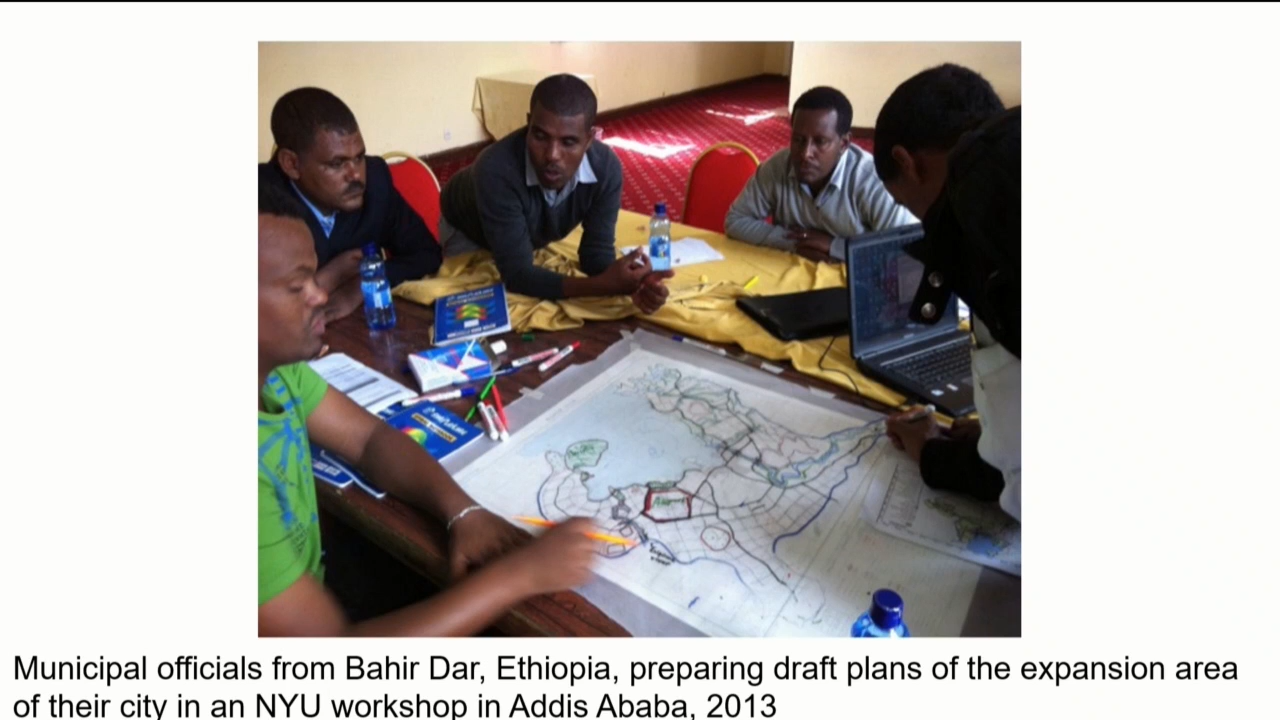 Municipal officials from Bahir Dar, Ethiopia, preparing draft plans of the expansion area
of their city in an NYU workshop in Addis Ababa, 2013